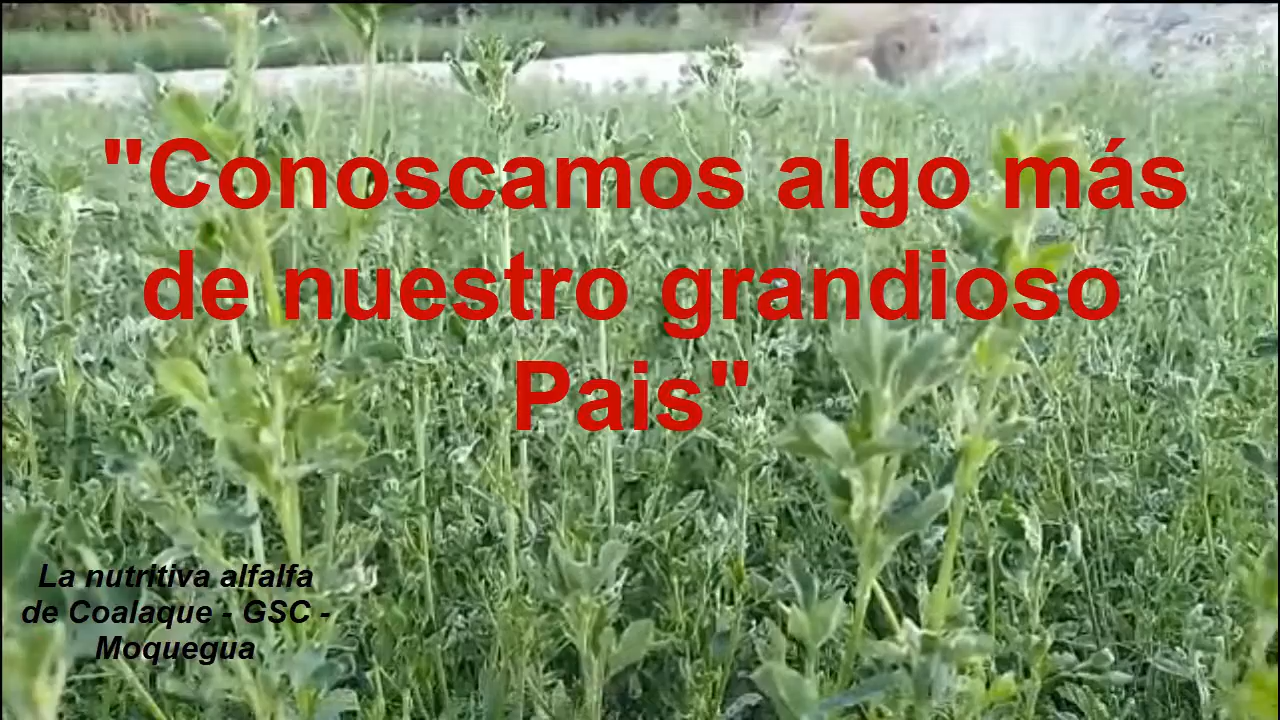 "Conoscamos algo más
de nuestro grandioso
Pais"
La nutritiva alfalfa
de Coalaque - GSC -
Moquegua